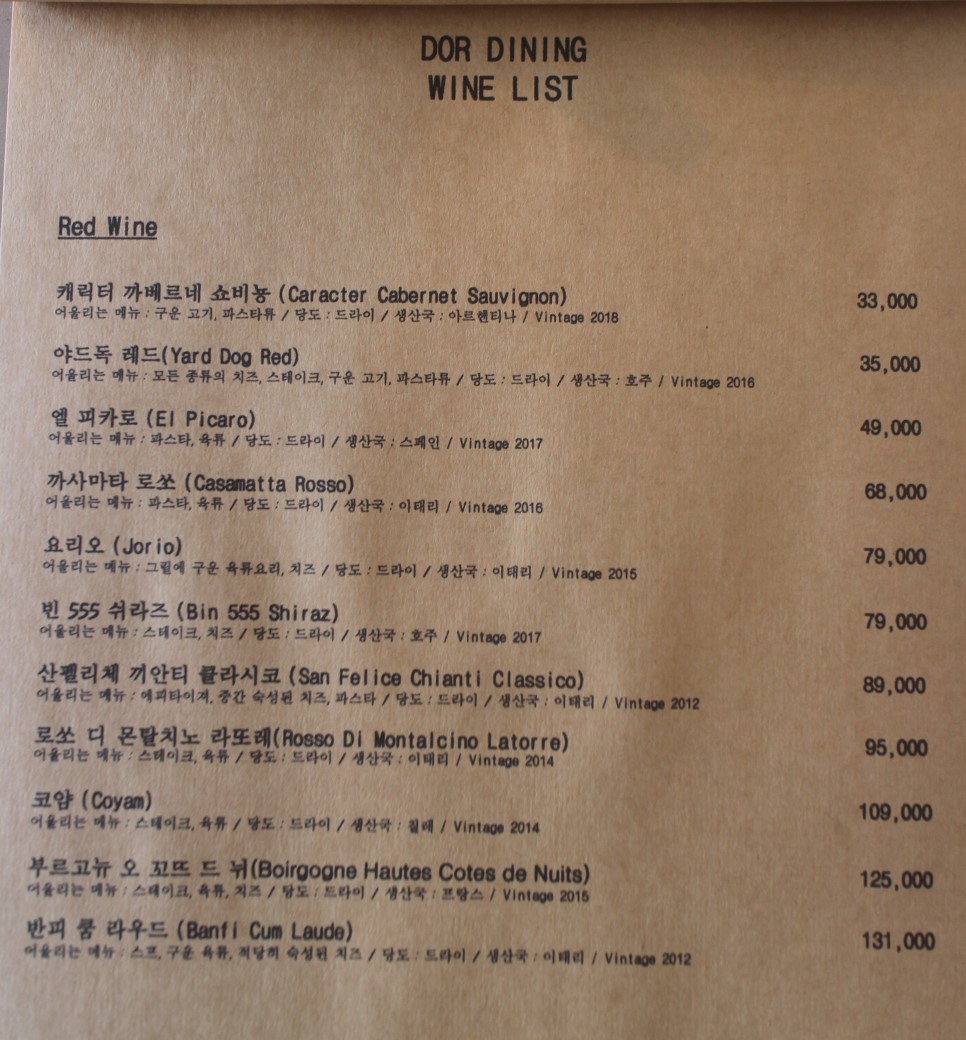 DOR DINING
WINE LIST
Red Wine
캐릭터 까베르네 쇼비뇽 (Caracter Cabernet Sauvignon) 33,000
어울리는 메뉴 : 구운 고기, 파스타류 / 당도 : 드라이 / 생산국 : 아르헨티나 / Vintage 2018
야드독 레드(Yard Dog Red) 35,000
어울리는 메뉴 : 모든 종류의 치즈, 스테이크, 구운 고기, 파스타류 / 당도 : 드라이 / 생산국 : 호주 / Vintage 2016
엘 피카로 (El Picaro) 49,000
어울리는 메뉴 : 파스타, 육류 / 당도 : 드라이 / 생산국 : 스페인 / Vintage 2017
까사마타 로쏘 (Casamatta Rosso) 68,000
어울리는 메뉴 : 파스타, 육류 / 당도 : 드라이 / 생산국 : 이태리 / Vintage 2016
요리오 (Jorio) 79,000
어울리는 메뉴 : 그릴에 구운 육류요리, 치즈 / 당도 : 드라이 / 생산국 : 이태리 / Vintage 2015
빈 555 쉬라즈 (Bin 555 Shiraz) 79,000
어울리는 메뉴 : 스테이크, 치즈 / 당도 : 드라이 / 생산국 : 호주 / Vintage 2017
산펠리체 끼안티 클라시코 (San Felice Chianti Classico) 89,000
어울리는 메뉴 : 에피타이져, 중간 숙성된 치즈, 파스타 / 당도 : 드라이 / 생산국 : 이태리 / Vintage 2012
로쏘 디 몬탈치노 라또레(Rosso Di Montalcino Latorre) 95,000
어울리는 메뉴 : 스테이크, 육류 / 당도 : 드라이 / 생산국 : 이태리 / Vintage 2014
코얌 (Coyam) 109,000
어울리는 메뉴 : 스테이크, 육류 / 당도 : 드라이 / 생산국 : 칠레 / Vintage 2014
부르고뉴 오 꼬뜨 드 뉘(Boirgogne Hautes Cotes de Nuits) 125,000
어울리는 메뉴 : 스테이크, 육류, 치즈 / 당도 : 드라이 / 생산국 : 프랑스 / Vintage 2015
반피 쿰 라우드 (Banfi Cum Laude) 131,000
어울리는 메뉴 : 스프, 구운 육류, 적당히 숙성된 치즈 / 당도 : 드라이 / 생산국 : 이태리 / Vintage 2012